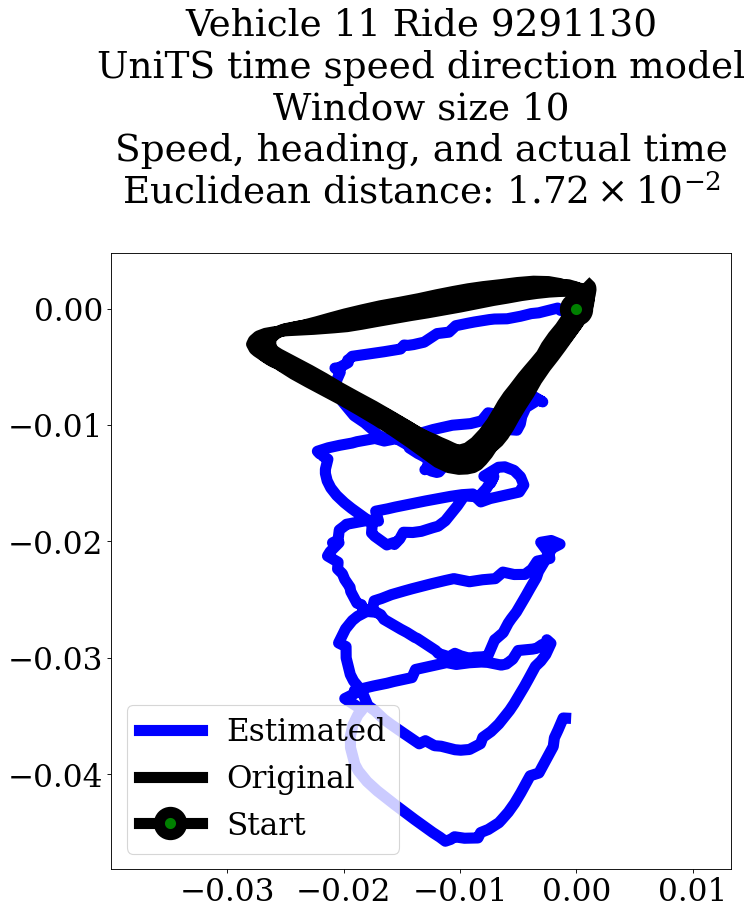 Vehicle 11 Ride 9291130
UniTS time speed direction model
Window size 10
Speed, heading, and actual time
Euclidean distance: 1.72 × 10⁻²
0.00
−0.01
−0.02
−0.03
−0.04
Estimated
Original
Start
−0.03 −0.02 −0.01 0.00 0.01